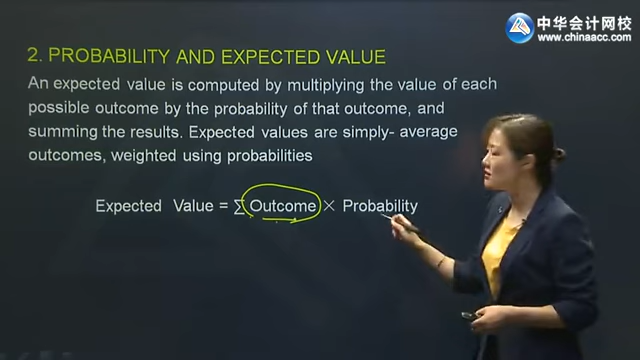 中华会计网校
www.chinaacc.com
2. PROBABILITY AND EXPECTED VALUE
An expected value is computed by multiplying the value of each
possible outcome by the probability of that outcome, and
summing the results. Expected values are simply- average
outcomes, weighted using probabilities
Expected Value = ∑ Outcome × Probability